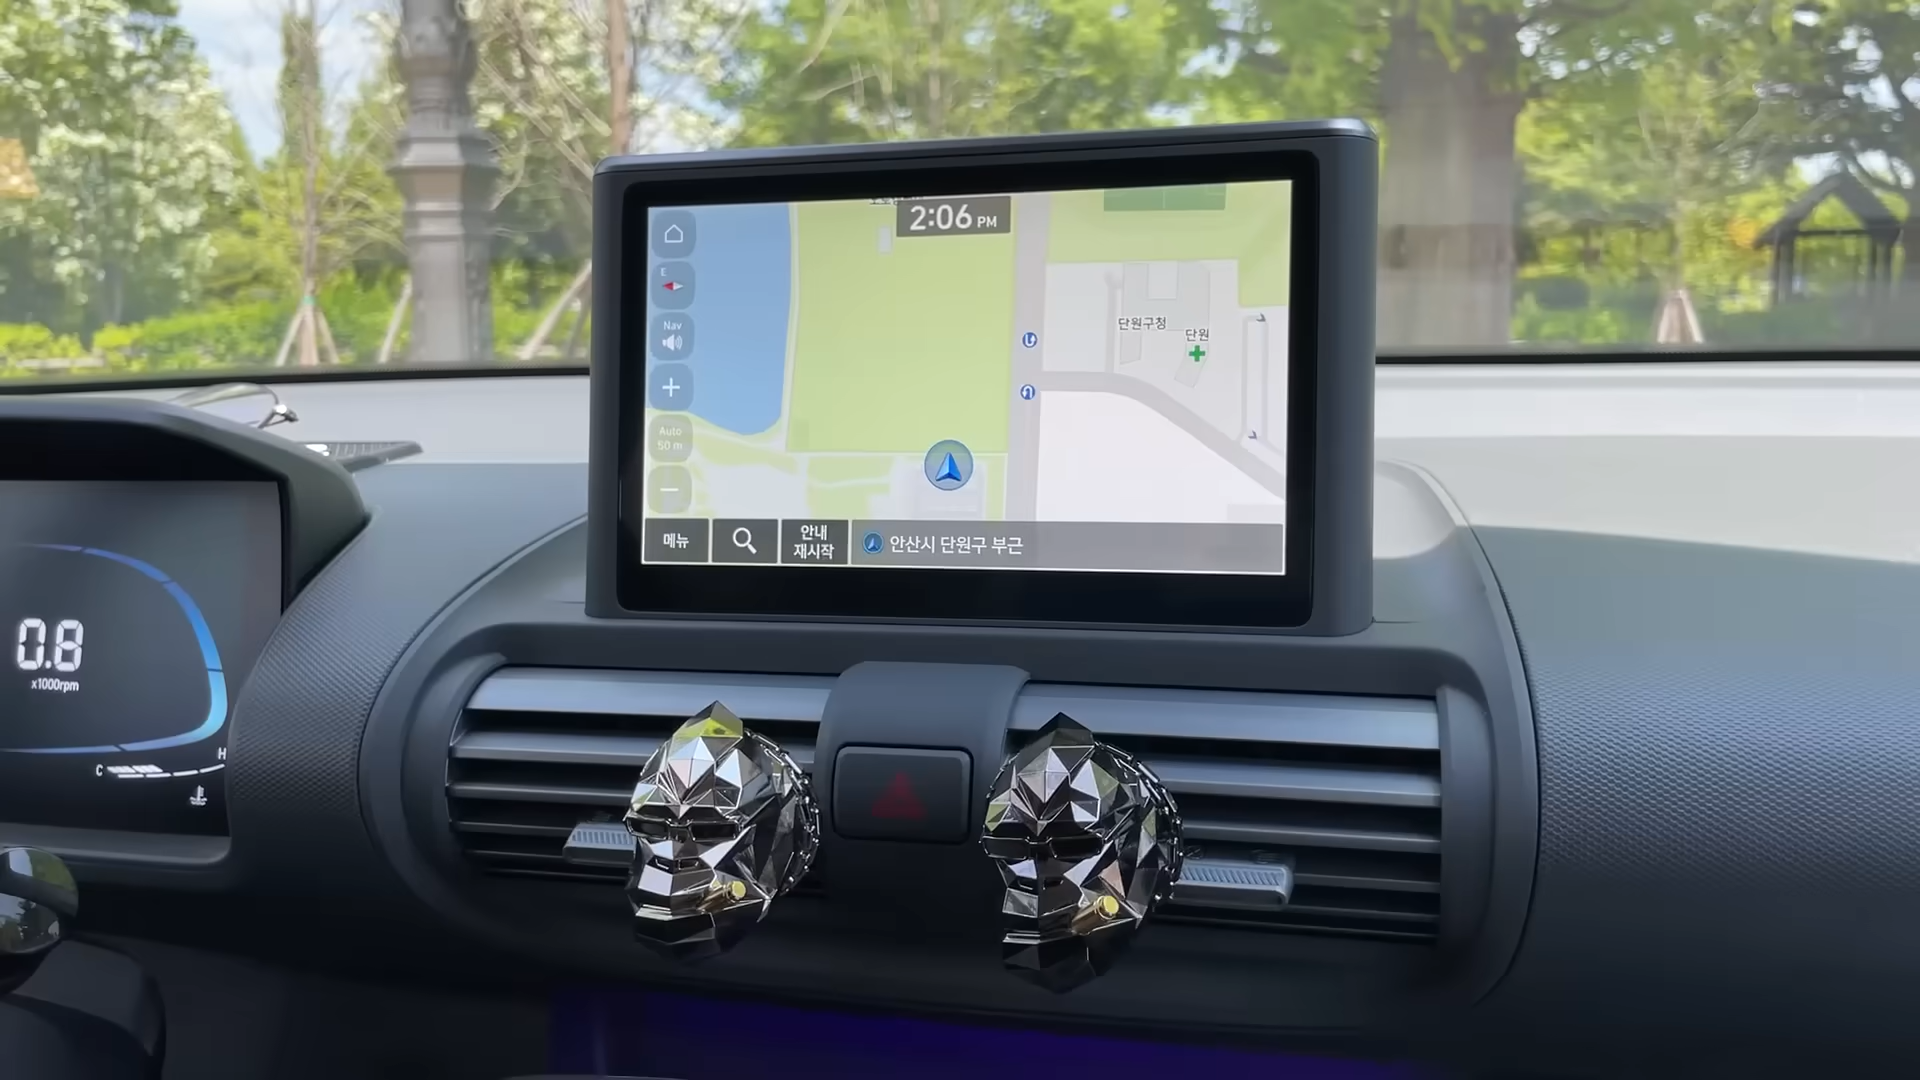 2:06 PM
E
Nav
Auto
50 m
단원구청
단원
메뉴
안내
재시작
안산시 단원구 부근
0.8
x1000rpm
C
H